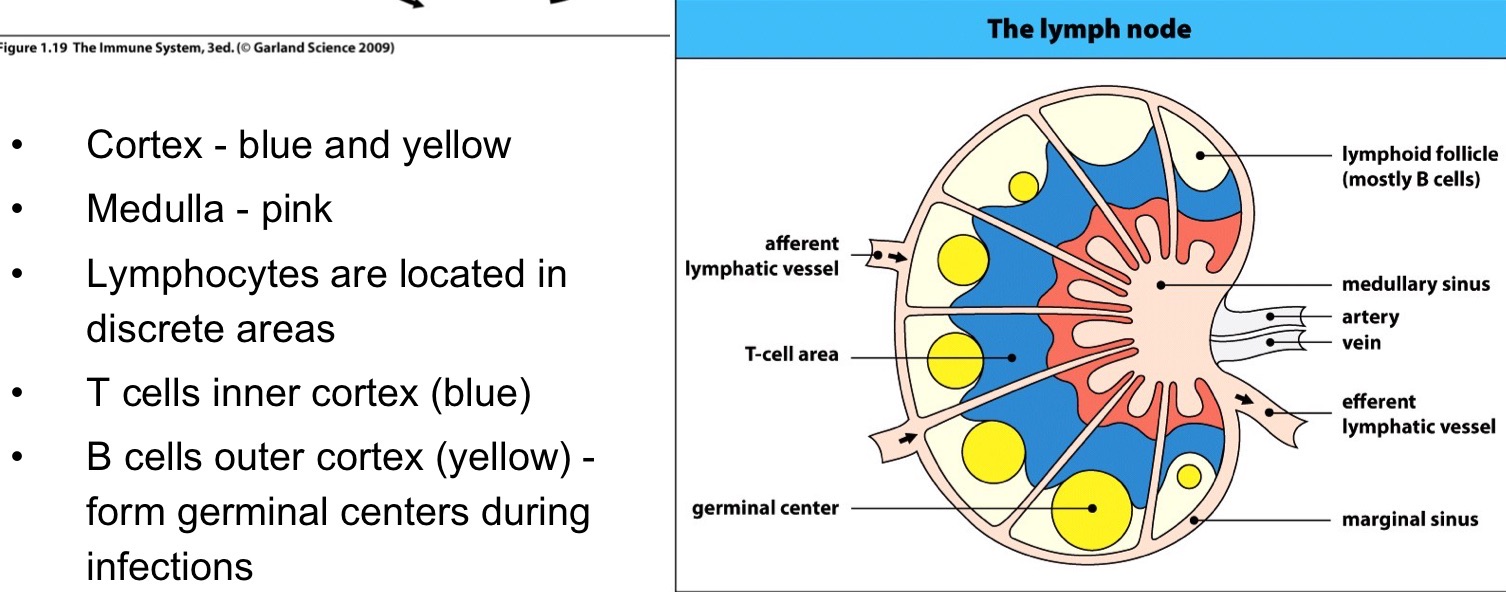 Figure 1.19 The Immune System, 3ed. (© Garland Science 2009)
• Cortex - blue and yellow
• Medulla - pink
• Lymphocytes are located in
discrete areas
• T cells inner cortex (blue)
• B cells outer cortex (yellow) -
form germinal centers during
infections
The lymph node
afferent
lymphatic vessel
T-cell area
germinal center
lymphoid follicle
(mostly B cells)
medullary sinus
artery
vein
efferent
lymphatic vessel
marginal sinus